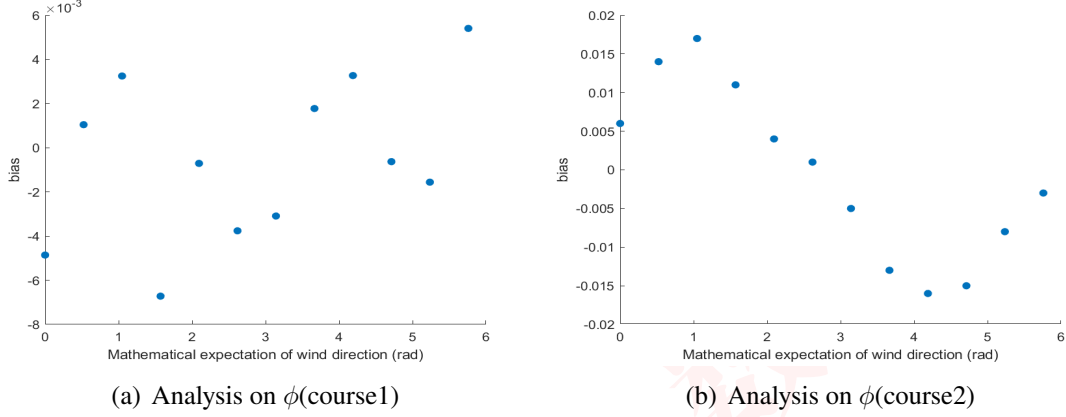 ×10⁻³
6
4
2
0
-2
-4
-6
-8
bias
0 1 2 3 4 5 6
Mathematical expectation of wind direction (rad)
(a) Analysis on ϕ(course1)
0.02
0.015
0.01
0.005
0
-0.005
-0.01
-0.015
-0.02
bias
0 1 2 3 4 5 6
Mathematical expectation of wind direction (rad)
(b) Analysis on ϕ(course2)